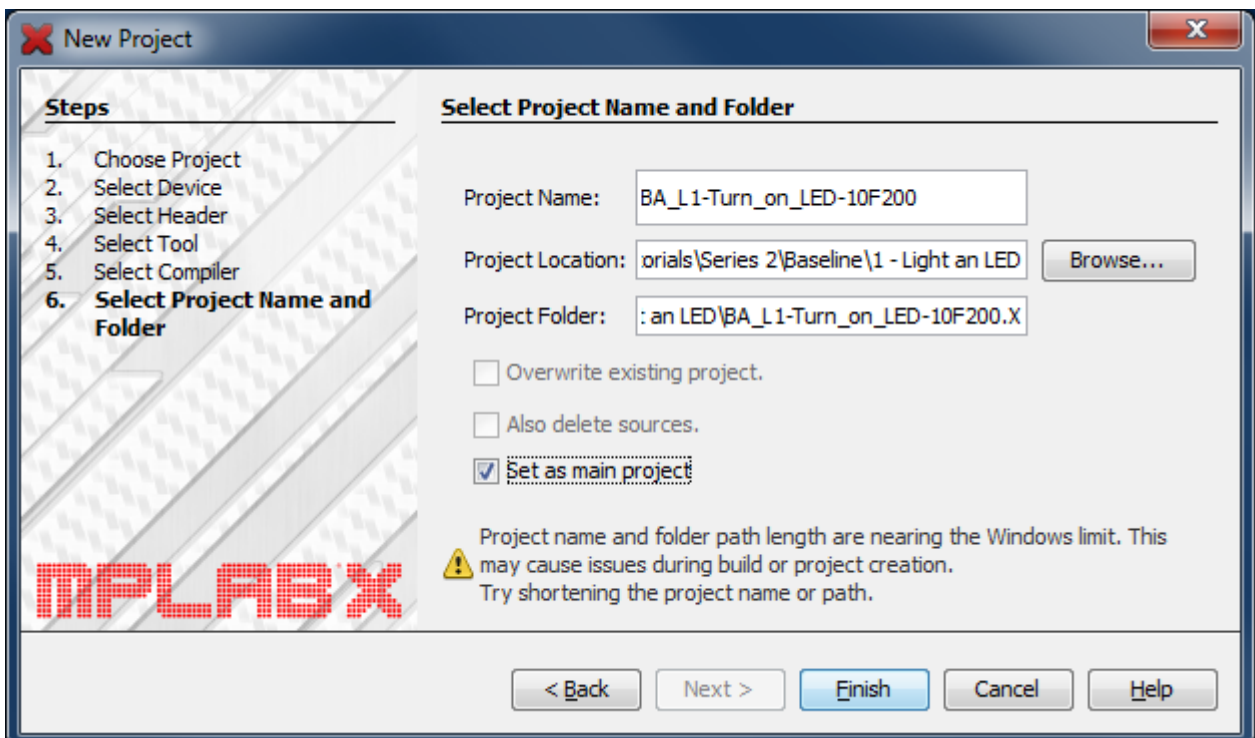 New Project
Steps
1. Choose Project
2. Select Device
3. Select Header
4. Select Tool
5. Select Compiler
6. Select Project Name and
Folder
MPLAB X
Select Project Name and Folder
Project Name: BA_L1-Turn_on_LED-10F200
Project Location: orials\Series 2\Baseline\1 - Light an LED Browse...
Project Folder: : an LED\BA_L1-Turn_on_LED-10F200.X
Overwrite existing project.
Also delete sources.
Set as main project
Project name and folder path length are nearing the Windows limit. This
may cause issues during build or project creation.
Try shortening the project name or path.
< Back Next > Finish Cancel Help